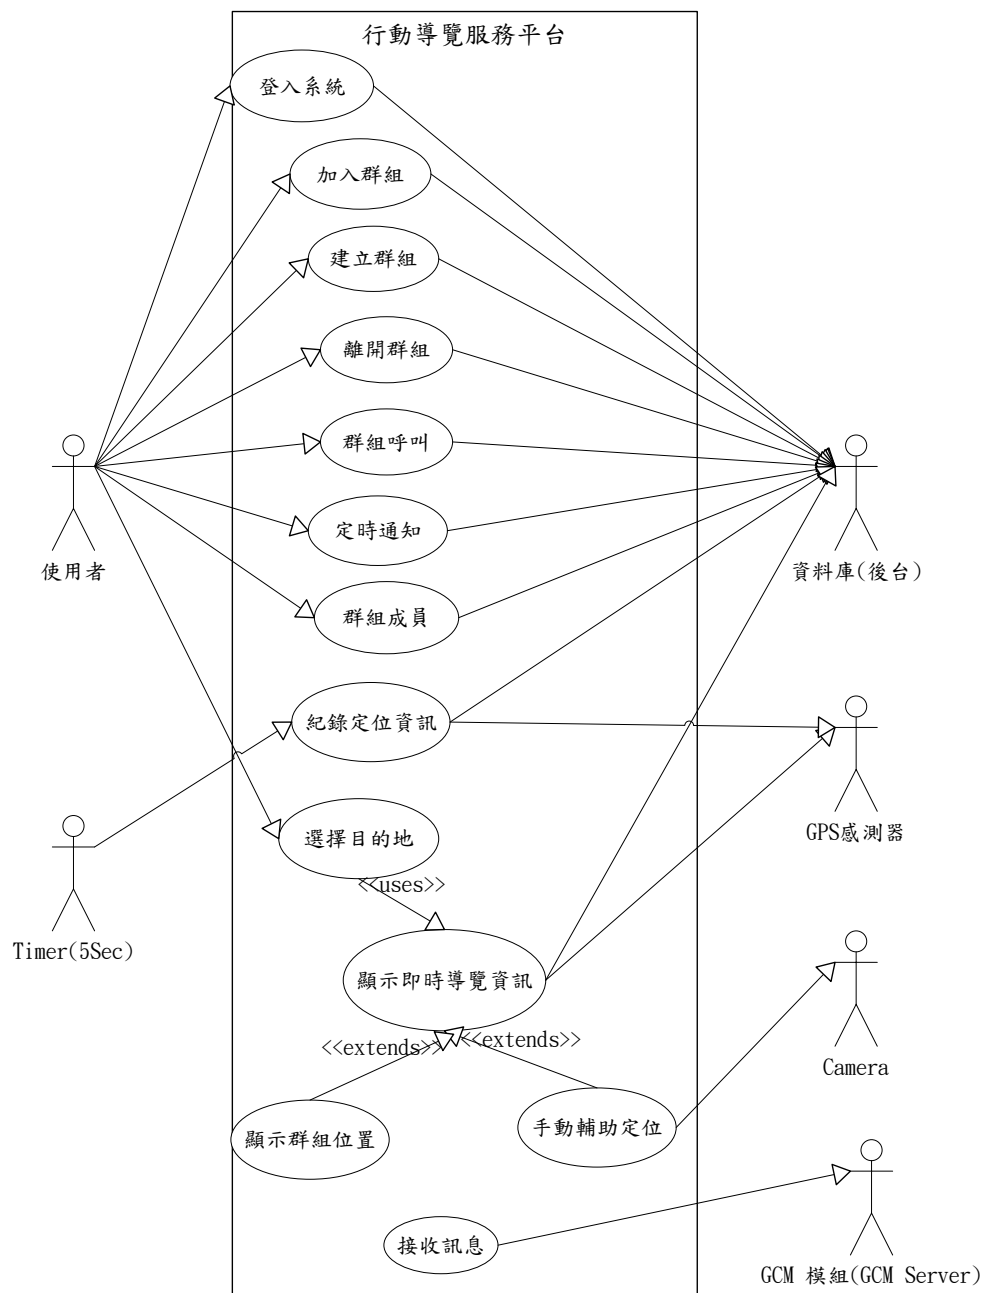 行動導覽服務平台
登入系統
加入群組
建立群組
離開群組
群組呼叫
定時通知
使用者
資料庫(後台)
群組成員
紀錄定位資訊
選擇目的地
GPS感測器
<<uses>>
Timer(5Sec)
顯示即時導覽資訊
<<extends>>
<<extends>>
Camera
顯示群組位置
手動輔助定位
接收訊息
GCM 模組(GCM Server)